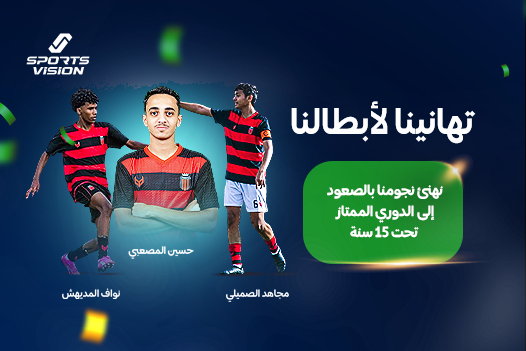 SPORTS
VISION
تهانينا لأبطالنا
نهنئ نجومنا بالصعود
إلى الدوري الممتاز
تحت 15 سنة
حسين المصعبي
نواف المديهش
مجاهد الصميلي
6